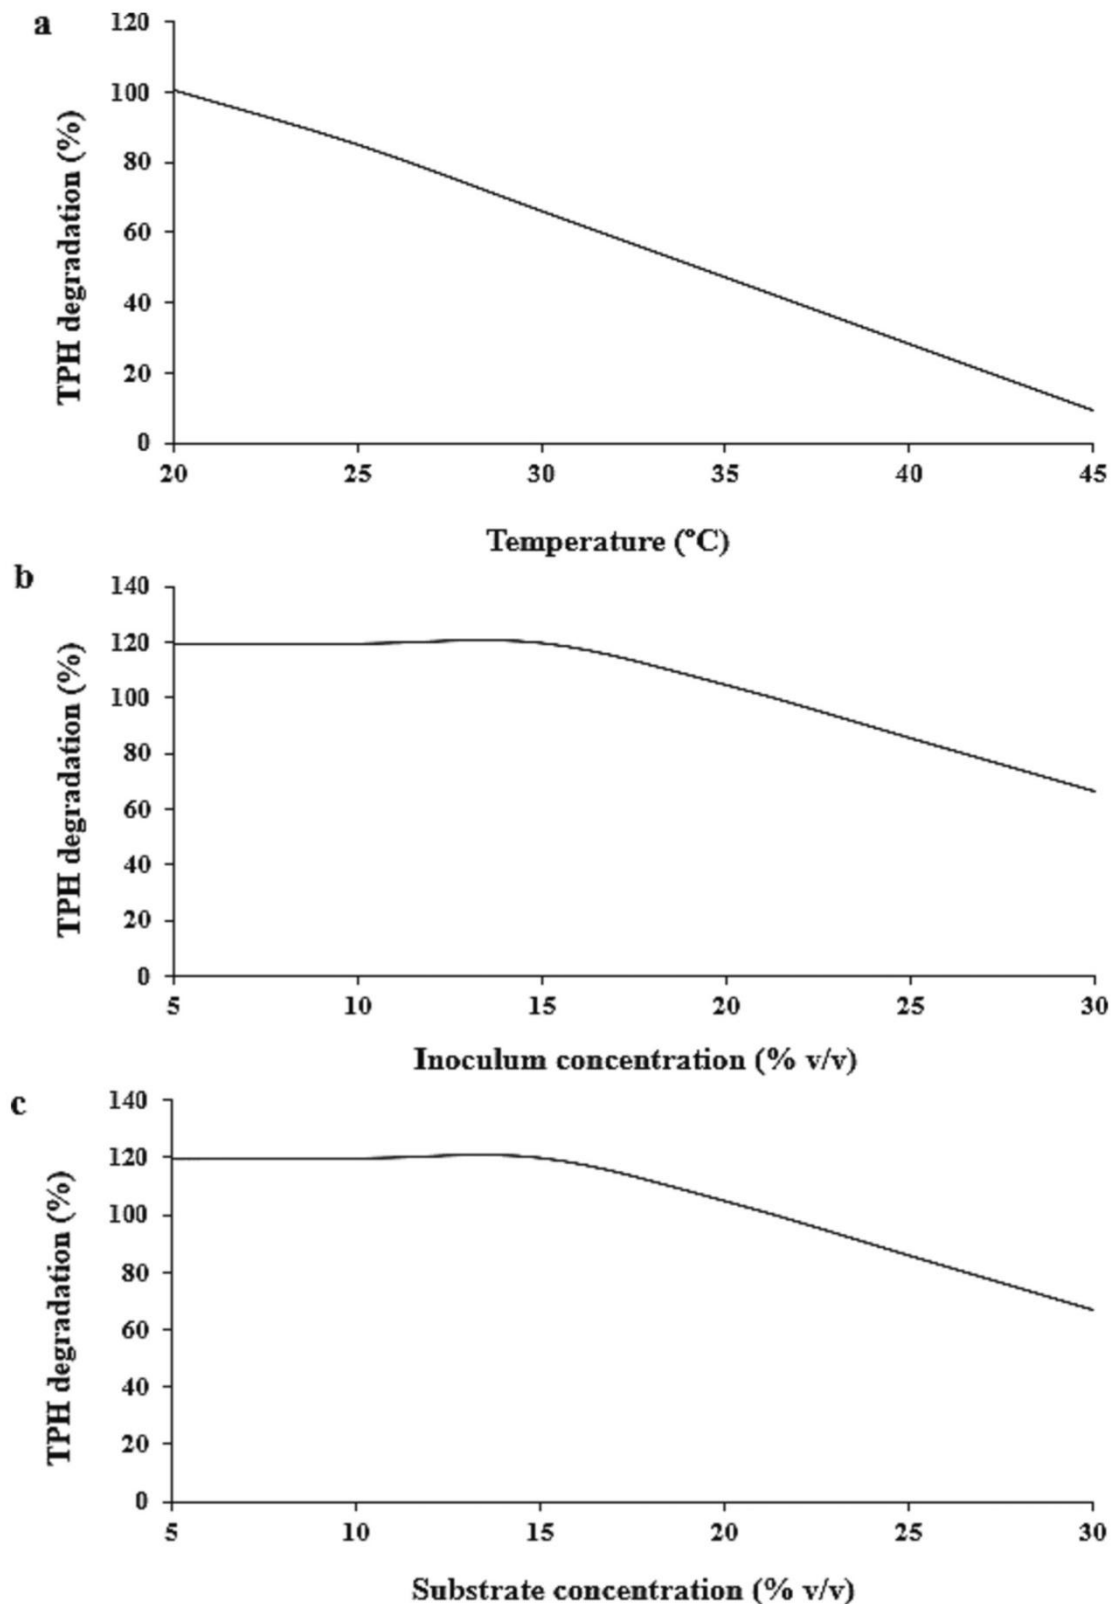 a
TPH degradation (%)
120
100
80
60
40
20
0
20 25 30 35 40 45
Temperature (°C)
b
TPH degradation (%)
140
120
100
80
60
40
20
0
5 10 15 20 25 30
Inoculum concentration (% v/v)
c
TPH degradation (%)
140
120
100
80
60
40
20
0
5 10 15 20 25 30
Substrate concentration (% v/v)